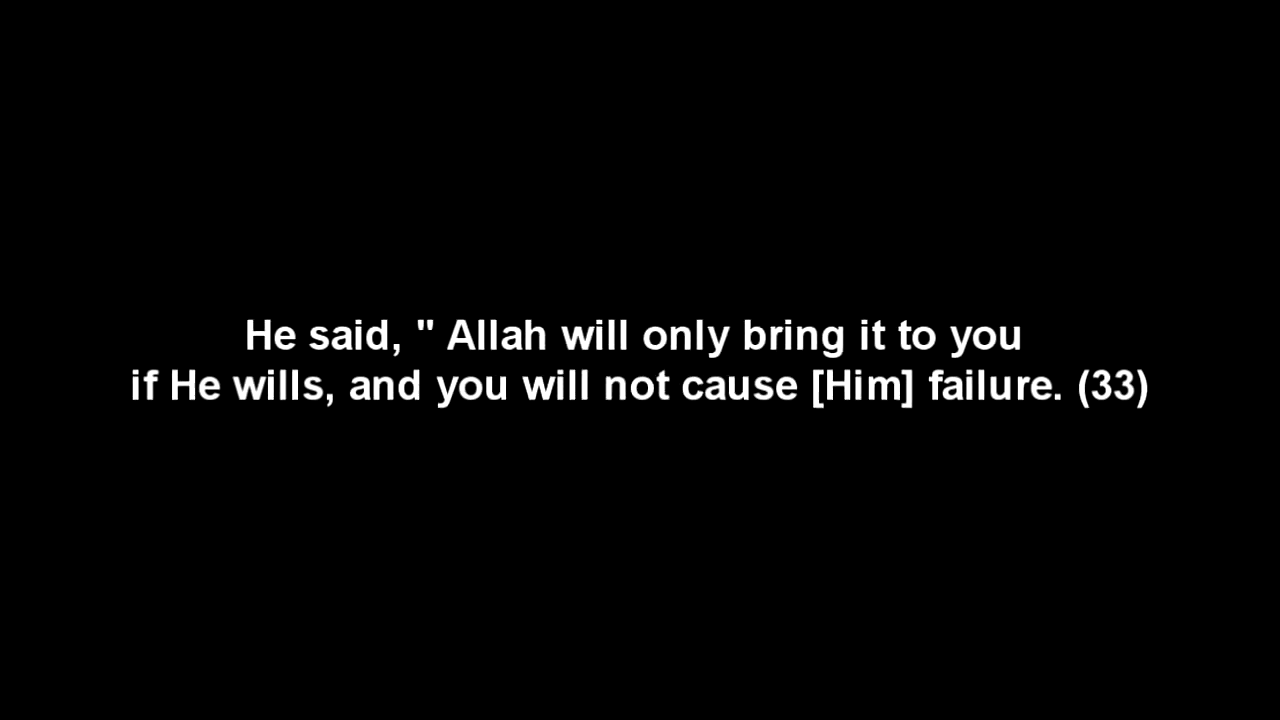 He said, " Allah will only bring it to you
if He wills, and you will not cause [Him] failure. (33)